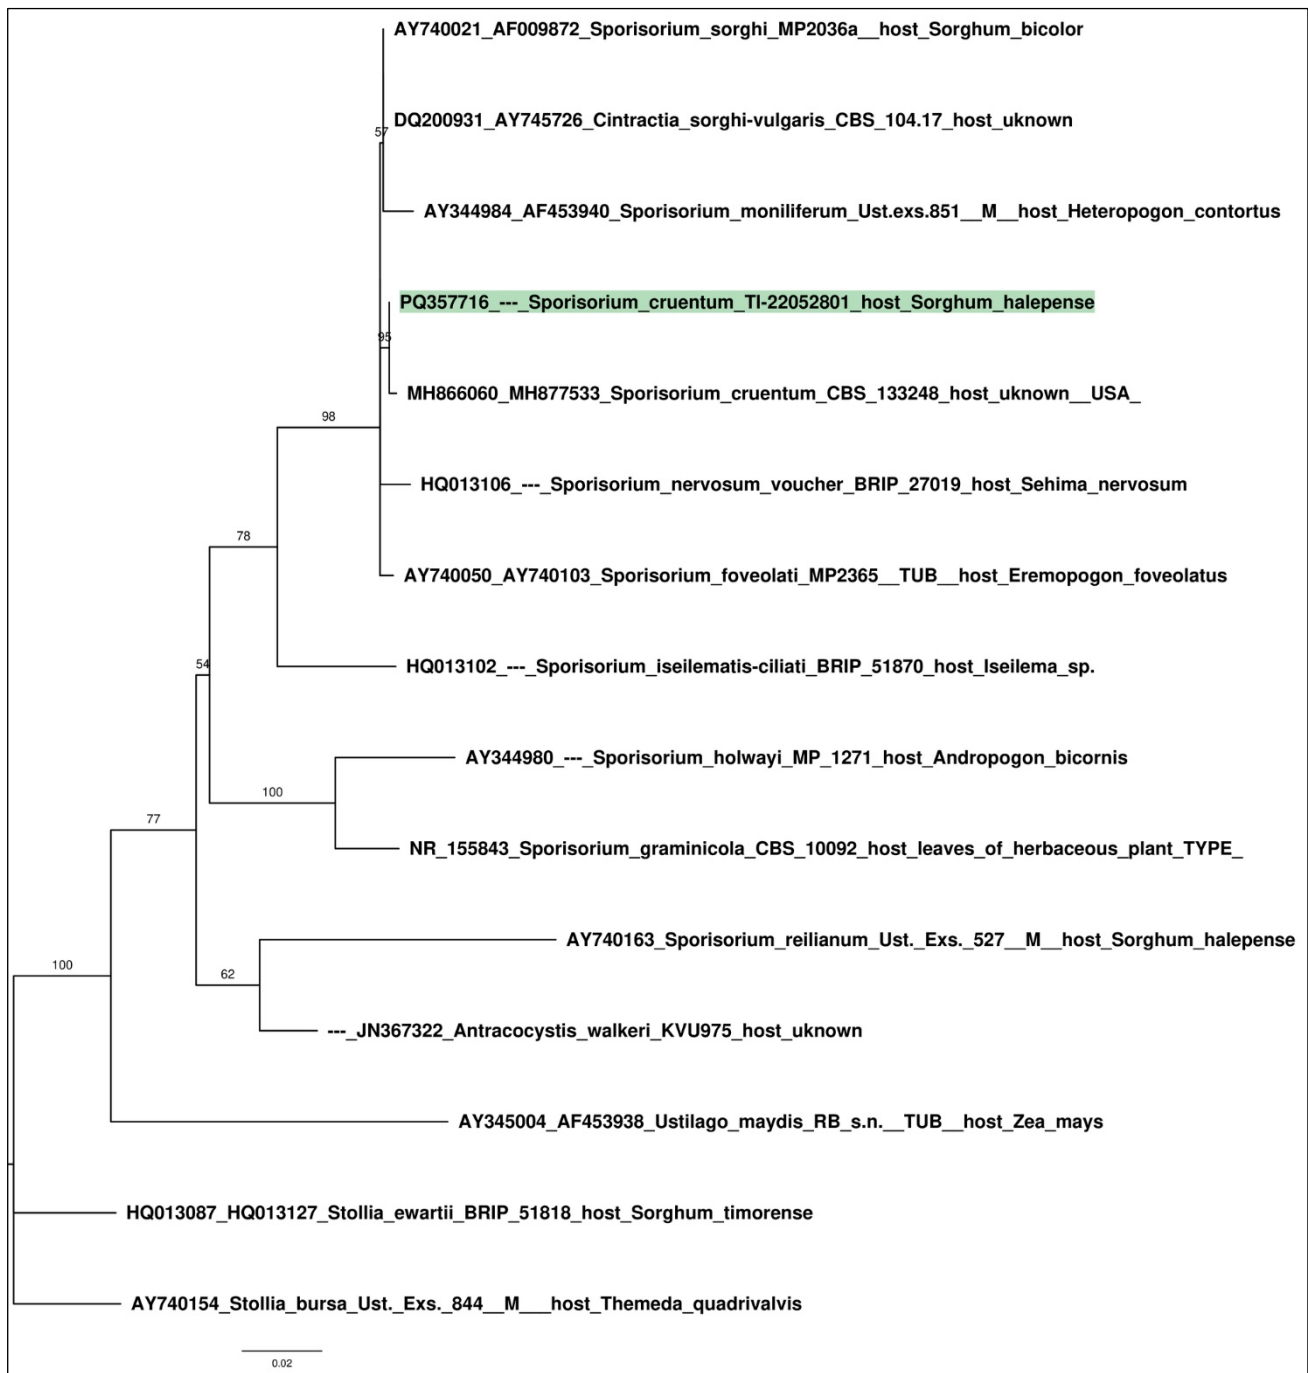 AY740021_AF009872_Sporisorium_sorghi_MP2036a__host_Sorghum_bicolor
DQ200931_AY745726_Cintractia_sorghi-vulgaris_CBS_104.17_host_uknown
57
AY344984_AF453940_Sporisorium_moniliferum_Ust.exs.851__M__host_Heteropogon_contortus
PQ357716_---_Sporisorium_cruentum_TI-22052801_host_Sorghum_halepense
95
MH866060_MH877533_Sporisorium_cruentum_CBS_133248_host_uknown__USA_
98
HQ013106_---_Sporisorium_nervosum_voucher_BRIP_27019_host_Sehima_nervosum
78
AY740050_AY740103_Sporisorium_foveolati_MP2365__TUB__host_Eremopogon_foveolatus
54
HQ013102_---_Sporisorium_iseilematis-ciliati_BRIP_51870_host_Iseilema_sp.
AY344980_---_Sporisorium_holwayi_MP_1271_host_Andropogon_bicornis
100
77
NR_155843_Sporisorium_graminicola_CBS_10092_host_leaves_of_herbaceous_plant_TYPE_
AY740163_Sporisorium_reilianum_Ust._Exs._527__M__host_Sorghum_halepense
100
62
---_JN367322_Antracocystis_walkeri_KVU975_host_uknown
AY345004_AF453938_Ustilago_maydis_RB_s.n.__TUB__host_Zea_mays
HQ013087_HQ013127_Stollia_ewartii_BRIP_51818_host_Sorghum_timorense
AY740154_Stollia_bursa_Ust._Exs._844__M___host_Themeda_quadrivalvis
0.02